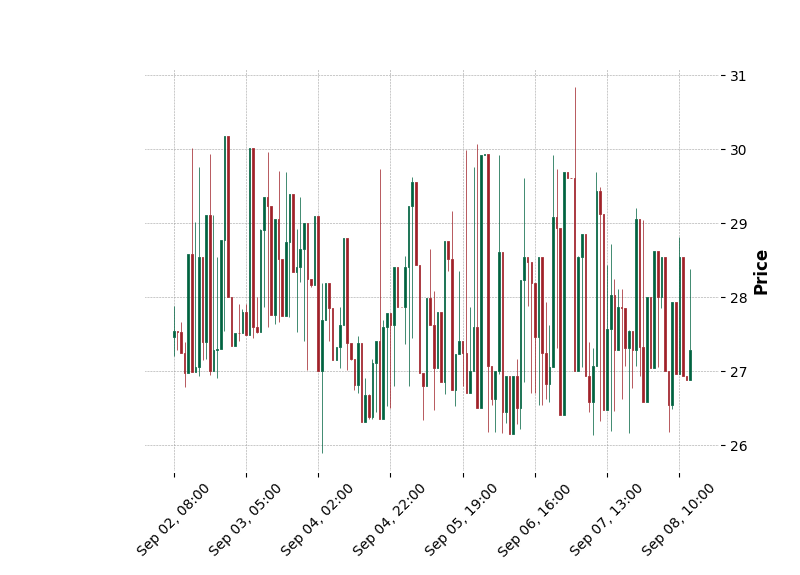 31
30
29
28
27
26
Price
Sep 02, 08:00
Sep 03, 05:00
Sep 04, 02:00
Sep 04, 22:00
Sep 05, 19:00
Sep 06, 16:00
Sep 07, 13:00
Sep 08, 10:00